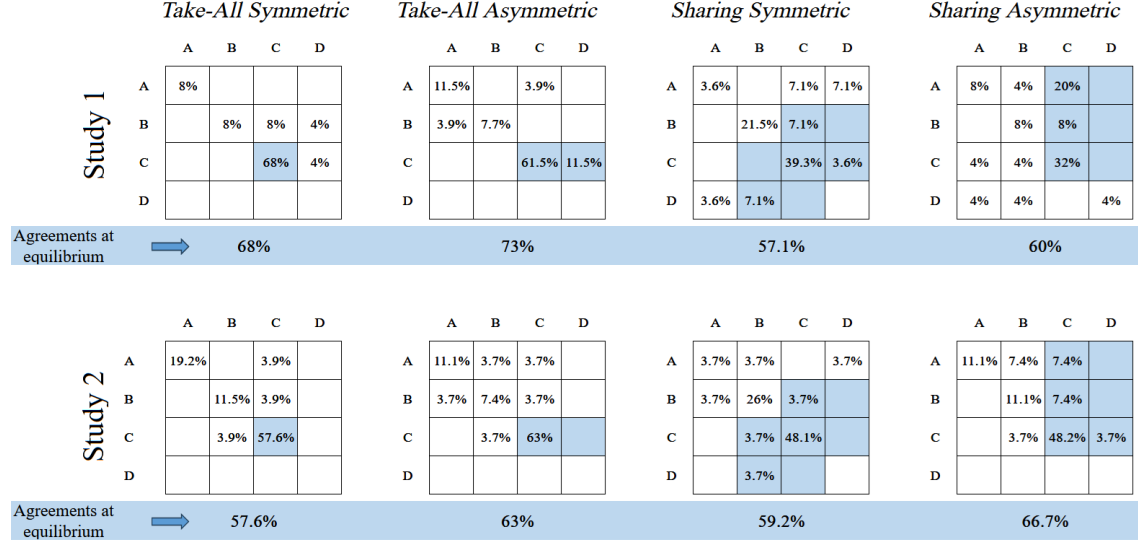 Take-All Symmetric Take-All Asymmetric Sharing Symmetric Sharing Asymmetric
Study 1
A B C D A B C D A B C D A B C D
A 8% A 11.5% 3.9% A 3.6% 7.1% 7.1% A 8% 4% 20%
B 8% 8% 4% B 3.9% 7.7% B 21.5% 7.1% B 8% 8%
C 68% 4% C 61.5% 11.5% C 39.3% 3.6% C 4% 4% 32%
D D D 3.6% 7.1% D 4% 4% 4%
Agreements at
equilibrium 68% 73% 57.1% 60%
Study 2
A B C D A B C D A B C D A B C D
A 19.2% 3.9% A 11.1% 3.7% 3.7% A 3.7% 3.7% 3.7% A 11.1% 7.4% 7.4%
B 11.5% 3.9% B 3.7% 7.4% 3.7% B 3.7% 26% 3.7% B 11.1% 7.4%
C 3.9% 57.6% C 3.7% 63% C 3.7% 48.1% C 3.7% 48.2% 3.7%
D D D 3.7% D
Agreements at
equilibrium 57.6% 63% 59.2% 66.7%